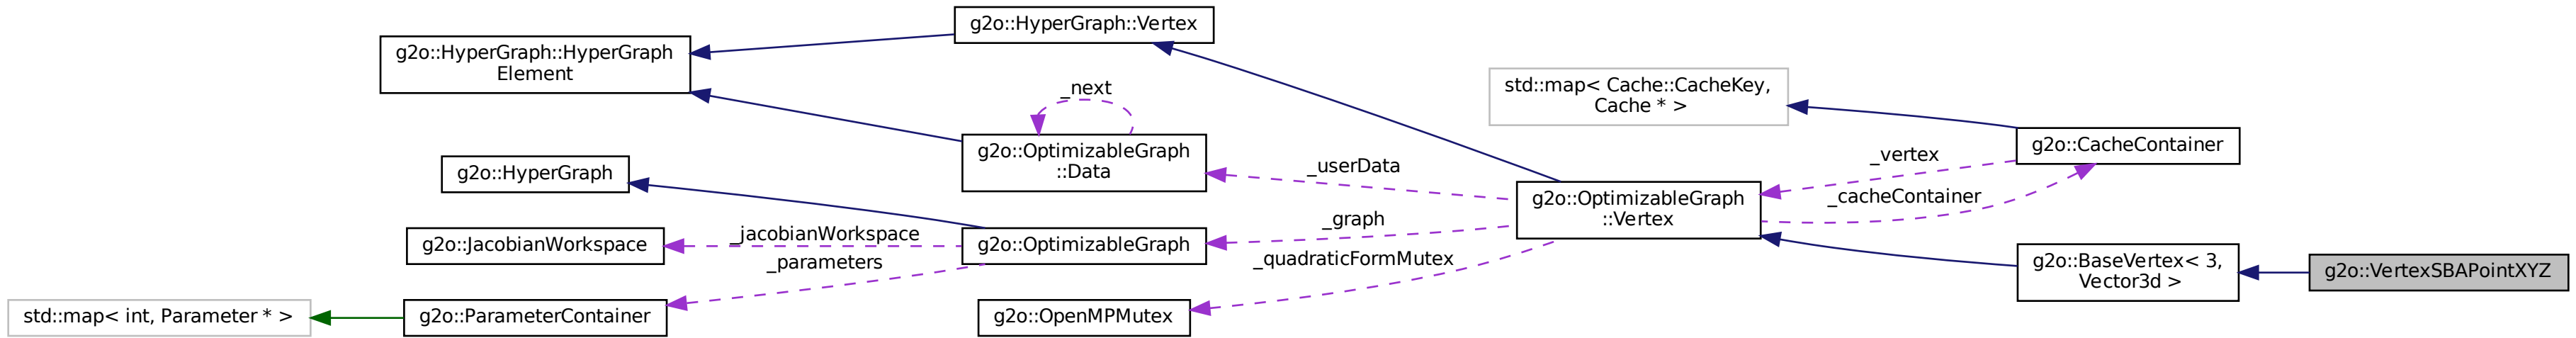 g2o::HyperGraph::Vertex
g2o::HyperGraph::HyperGraph
Element
_next
std::map< Cache::CacheKey,
Cache * >
g2o::OptimizableGraph
::Data
g2o::CacheContainer
_vertex
_userData
g2o::HyperGraph
g2o::OptimizableGraph
::Vertex
_cacheContainer
_graph
_jacobianWorkspace
g2o::JacobianWorkspace
g2o::OptimizableGraph
_parameters
_quadraticFormMutex
g2o::BaseVertex< 3,
Vector3d >
g2o::VertexSBAPointXYZ
std::map< int, Parameter * >
g2o::ParameterContainer
g2o::OpenMPMutex